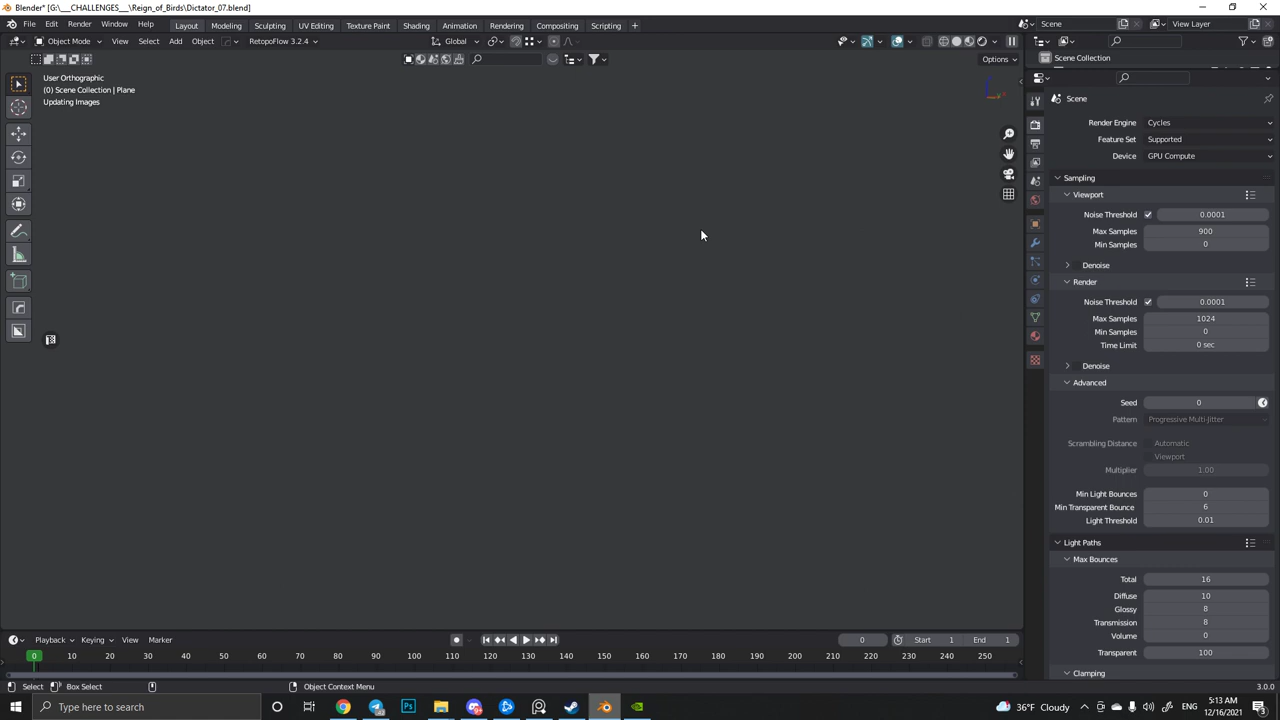 Blender* [G:\___CHALLENGES___\Reign_of_Birds\Dictator_07.blend]
File Edit Render Window Help Layout Modeling Sculpting UV Editing Texture Paint Shading Animation Rendering Compositing Scripting + Scene View Layer
Object Mode View Select Add Object RetopoFlow 3.2.4 Global
Options Scene Collection
User Orthographic
(0) Scene Collection | Plane
Updating Images
Scene
Render Engine Cycles
Feature Set Supported
Device GPU Compute
Sampling
Viewport
Noise Threshold 0.0001
Max Samples 900
Min Samples 0
Denoise
Render
Noise Threshold 0.0001
Max Samples 1024
Min Samples 0
Time Limit 0 sec
Denoise
Advanced
Seed 0
Pattern Progressive Multi-Jitter
Scrambling Distance Automatic
Viewport
Multiplier 1.00
Min Light Bounces 0
Min Transparent Bounce 6
Light Threshold 0.01
Light Paths
Max Bounces
Total 16
Diffuse 10
Glossy 8
Transmission 8
Volume 0
Transparent 100
Clamping
Playback Keying View Marker 0 Start 1 End 1
0 10 20 30 40 50 60 70 80 90 100 110 120 130 140 150 160 170 180 190 200 210 220 230 240 250
Select Box Select Object Context Menu 3.0.0
Type here to search 36°F Cloudy ENG 5:13 AM
12/16/2021